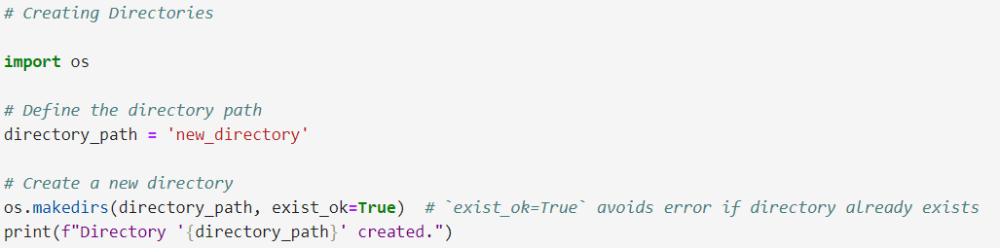 # Creating Directories
import os
# Define the directory path
directory_path = 'new_directory'
# Create a new directory
os.makedirs(directory_path, exist_ok=True)  # `exist_ok=True` avoids error if directory already exists
print(f"Directory '{directory_path}' created.")